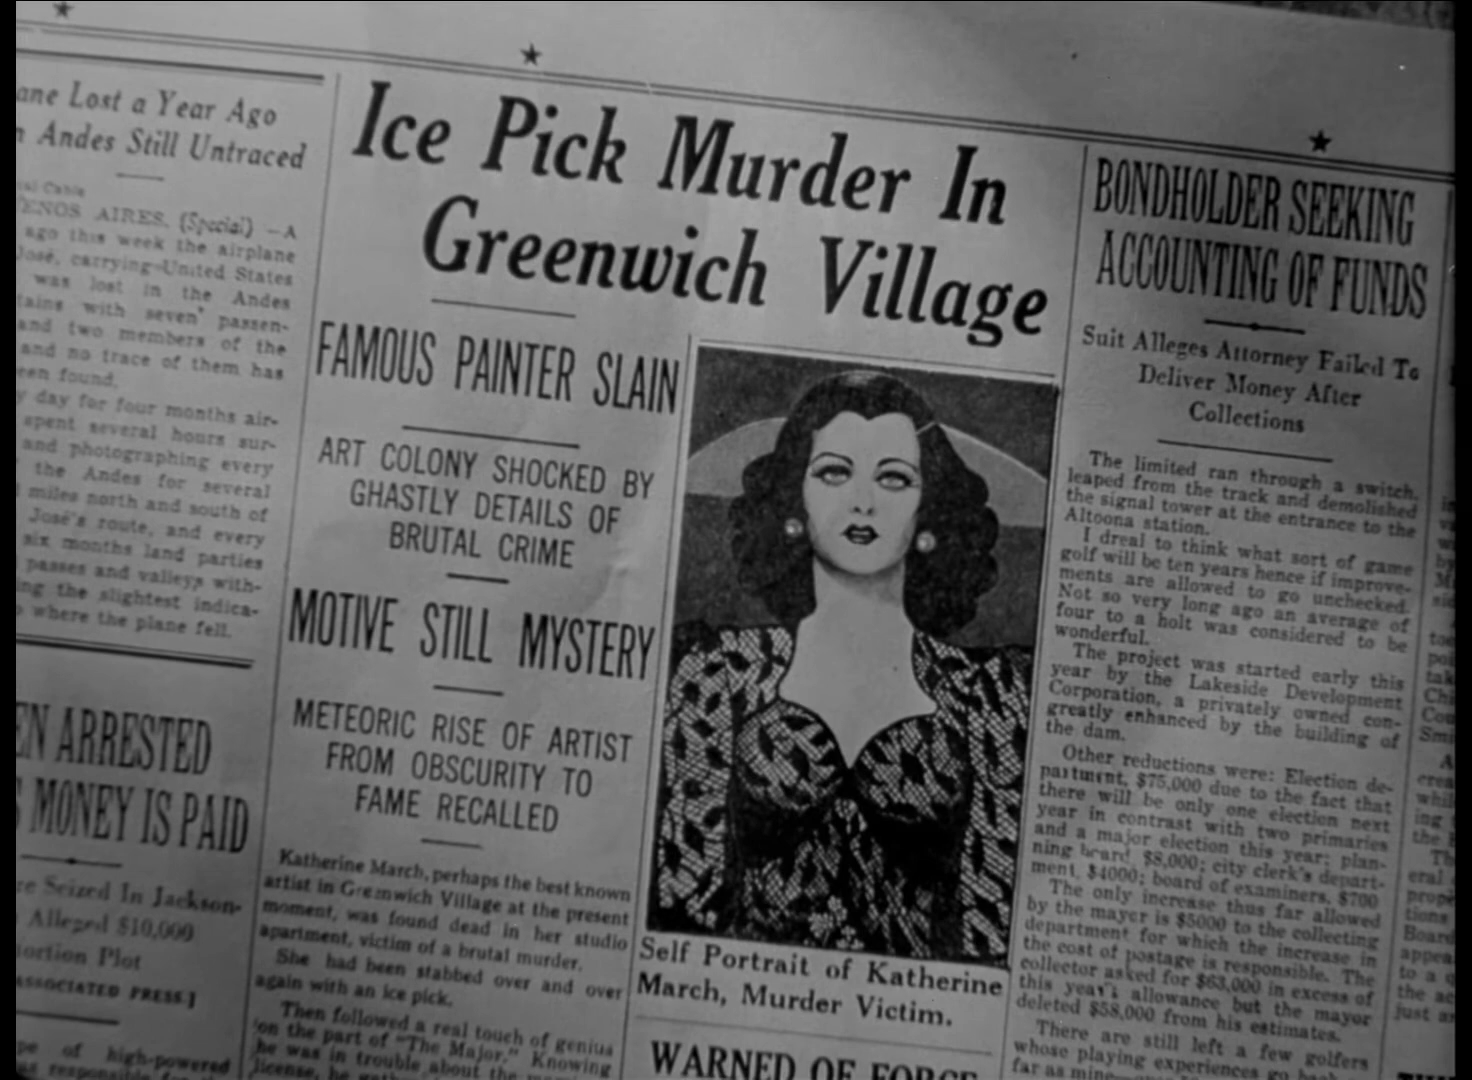 Lost a Year Ago
Andes Still Untraced
Cable
AIRES, (Special) —A
ago this week the airplane
José, carrying United States
was lost in the Andes
with seven passen-
and two members of the
and no trace of them has
been found.
day for four months air-
spent several hours sur-
and photographing every
the Andes for several
miles north and south of
José's route, and every
six months land parties
passes and valleys with-
the slightest indica-
where the plane fell.
ARRESTED
MONEY IS PAID
Seized In Jackson-
Alleged $10,000
Plot
ASSOCIATED PRESS.]
of high-powered
responsible for the
Ice Pick Murder In
Greenwich Village
FAMOUS PAINTER SLAIN
ART COLONY SHOCKED BY
GHASTLY DETAILS OF
BRUTAL CRIME
MOTIVE STILL MYSTERY
METEORIC RISE OF ARTIST
FROM OBSCURITY TO
FAME RECALLED
Katherine March, perhaps the best known
artist in Greenwich Village at the present
moment, was found dead in her studio
apartment, victim of a brutal murder.
She had been stabbed over and over
again with an ice pick.
Then followed a real touch of genius
on the part of "The Major." Knowing
he was in trouble about the
license, he
Self Portrait of Katherine
March, Murder Victim.
WARNED OF FORCE
BONDHOLDER SEEKING
ACCOUNTING OF FUNDS
Suit Alleges Attorney Failed To
Deliver Money After
Collections
The limited ran through a switch,
leaped from the track and demolished
the signal tower at the entrance to the
Altoona station.
I dreal to think what sort of game
golf will be ten years hence if improve-
ments are allowed to go unchecked.
Not so very long ago an average of
four to a holt was considered to be
wonderful.
The project was started early this
year by the Lakeside Development
Corporation, a privately owned con-
greatly enhanced by the building of
the dam.
Other reductions were: Election de-
partment, $75,000 due to the fact that
there will be only one election next
year in contrast with two primaries
and a major election this year; plan-
ning board, $8,000; city clerk's depart-
ment, $4000; board of examiners, $700
The only increase thus far allowed
by the mayor is $5000 to the collecting
department for which the increase in
the cost of postage is responsible. The
collector asked for $63,000 in excess of
this year's allowance but the mayor
deleted $58,000 from his estimates.
There are still left a few golfers
whose playing experiences go back
far as mine